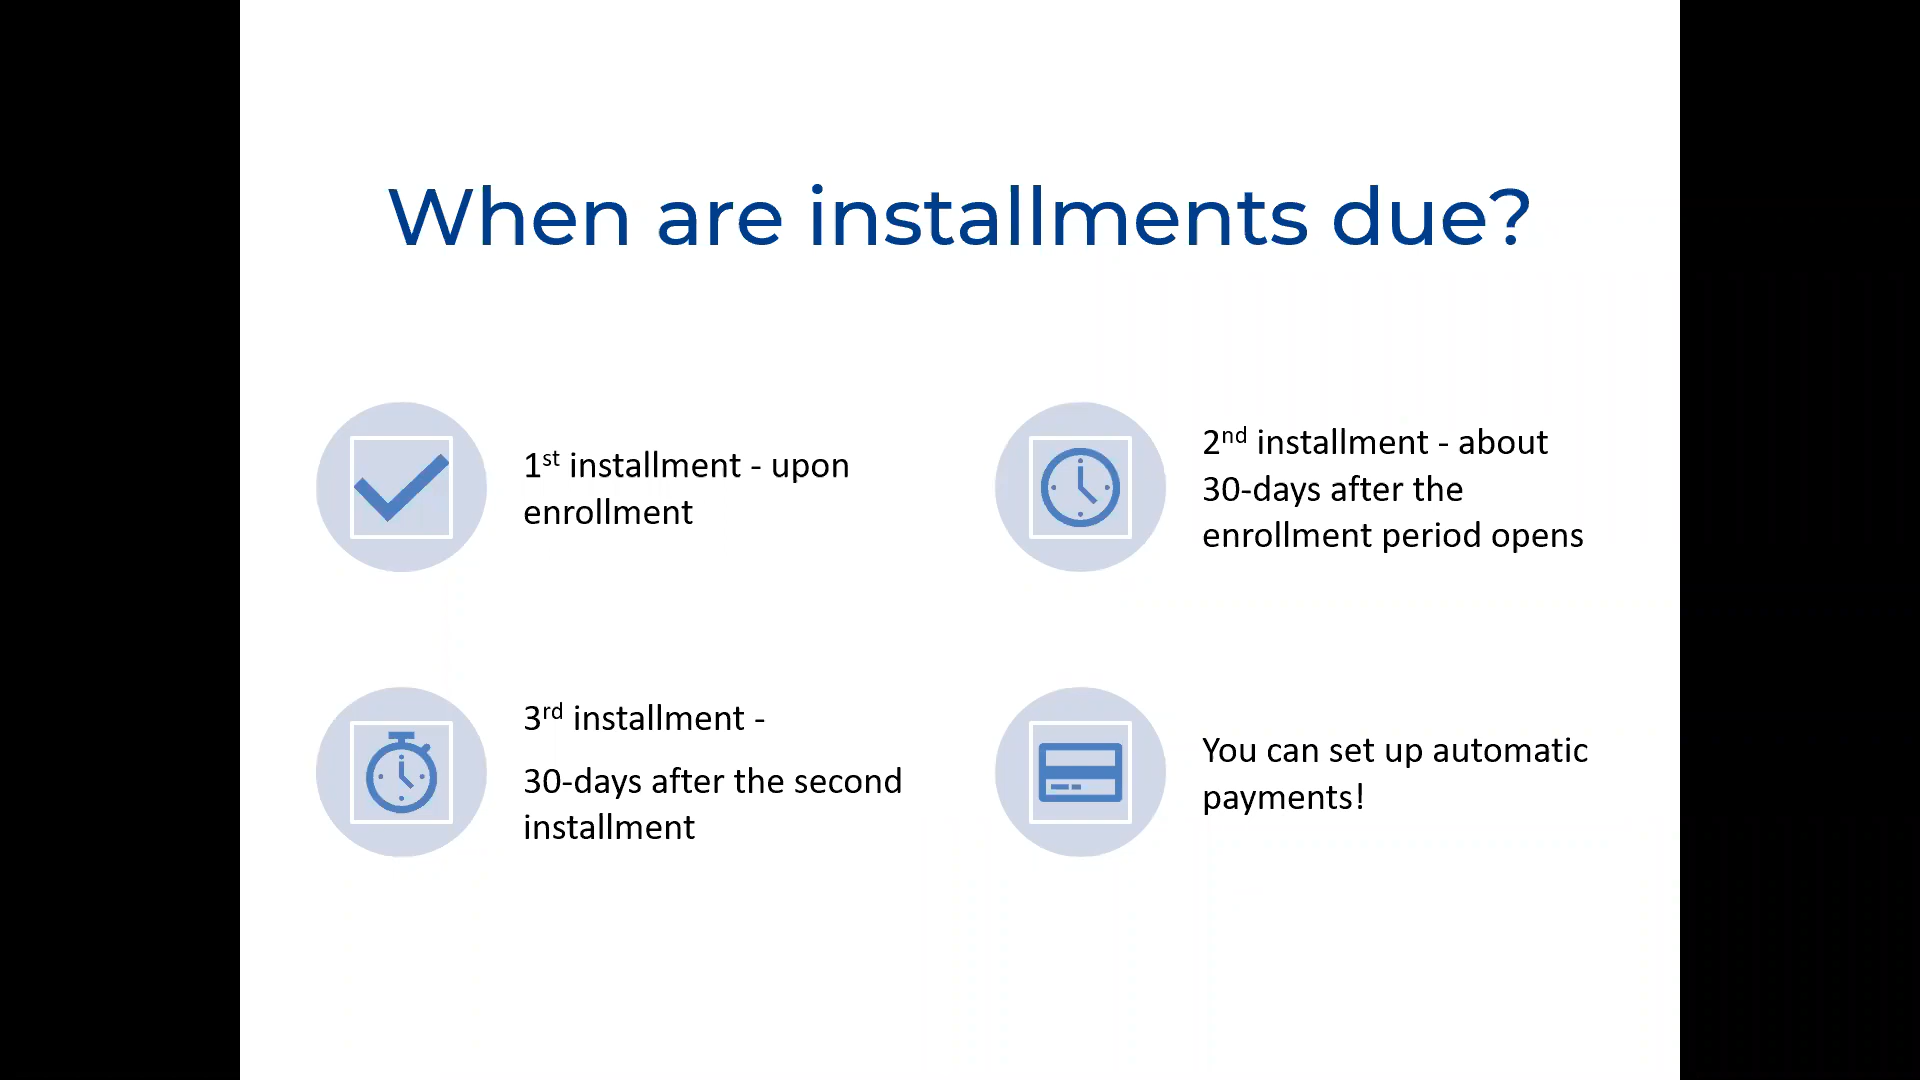 When are installments due?
1st installment - upon
enrollment
2nd installment - about
30-days after the
enrollment period opens
3rd installment -
30-days after the second
installment
You can set up automatic
payments!